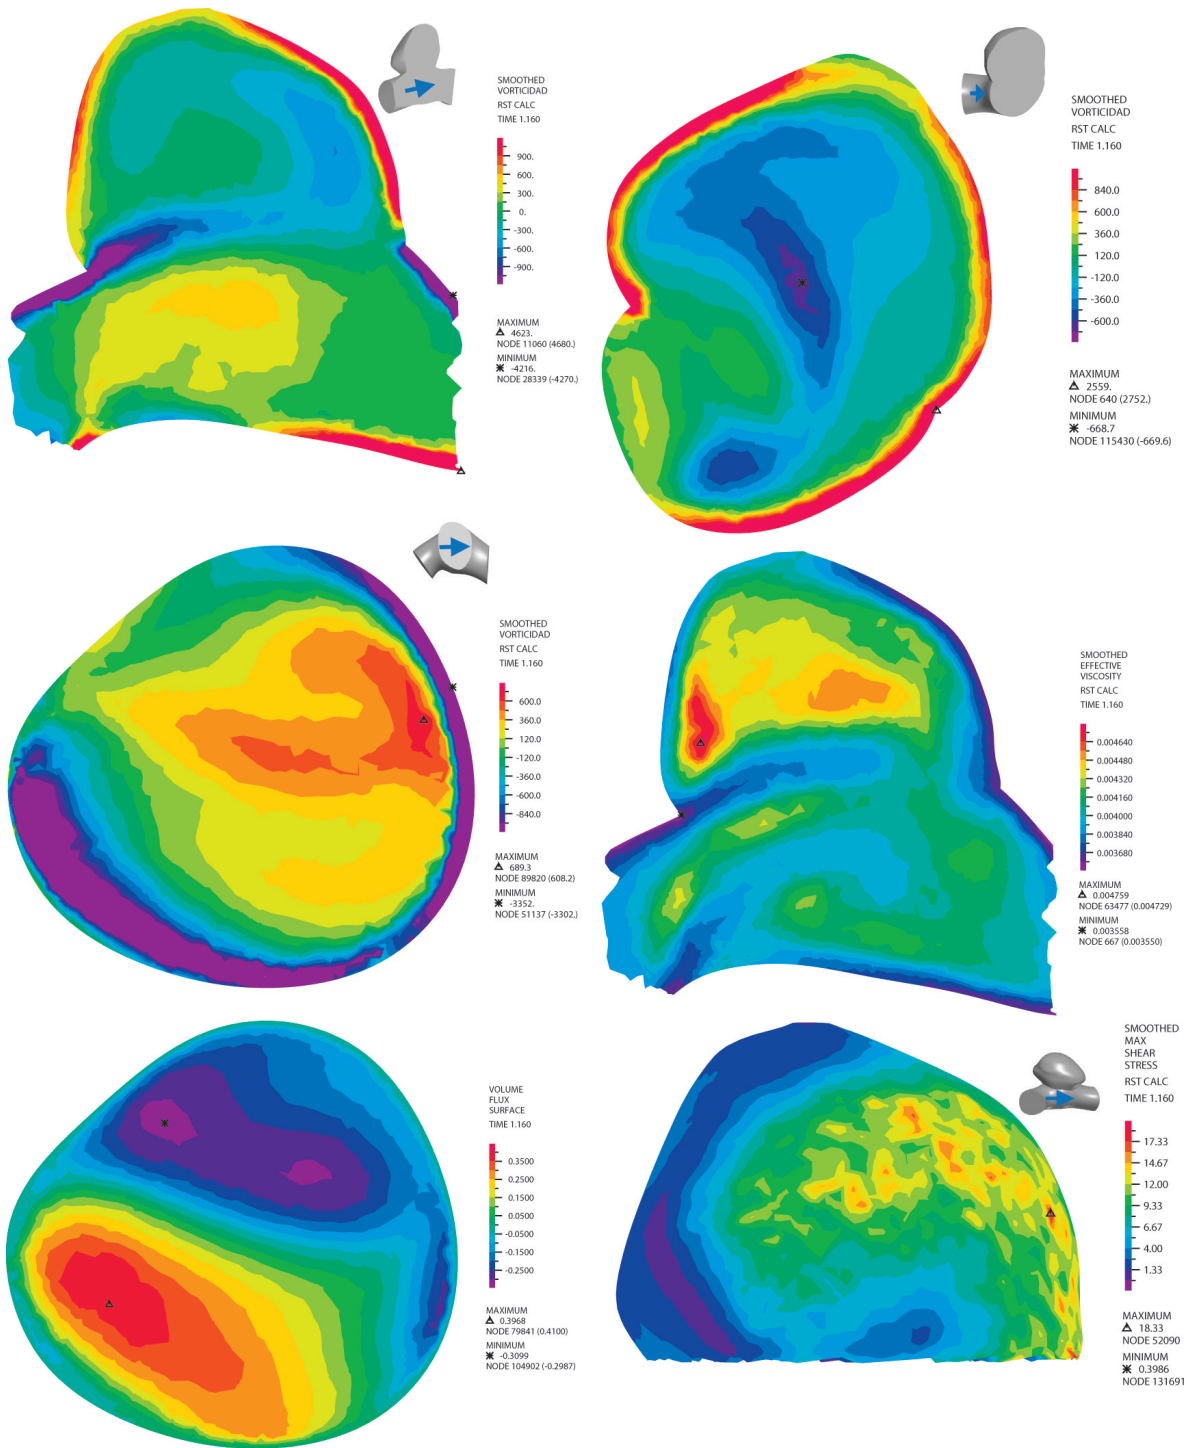 SMOOTHED
VORTICIDAD
RST CALC
TIME 1.160
900.
600.
300.
0.
-300.
-600.
-900.
MAXIMUM
4623.
NODE 11060 (4680.)
MINIMUM
-4216.
NODE 28339 (-4270.)
SMOOTHED
VORTICIDAD
RST CALC
TIME 1.160
840.0
600.0
360.0
120.0
-120.0
-360.0
-600.0
MAXIMUM
2559.
NODE 640 (2752.)
MINIMUM
-668.7
NODE 115430 (-669.6)
SMOOTHED
VORTICIDAD
RST CALC
TIME 1.160
600.0
360.0
120.0
-120.0
-360.0
-600.0
-840.0
MAXIMUM
689.3
NODE 89820 (608.2)
MINIMUM
-3352.
NODE 51137 (-3302.)
SMOOTHED
EFFECTIVE
VISCOSITY
RST CALC
TIME 1.160
0.004640
0.004480
0.004320
0.004160
0.004000
0.003840
0.003680
MAXIMUM
0.004759
NODE 63477 (0.004729)
MINIMUM
0.003558
NODE 667 (0.003550)
VOLUME
FLUX
SURFACE
TIME 1.160
0.3500
0.2500
0.1500
0.0500
-0.0500
-0.1500
-0.2500
MAXIMUM
0.3968
NODE 79841 (0.4100)
MINIMUM
-0.3099
NODE 104902 (-0.2987)
SMOOTHED
MAX
SHEAR
STRESS
RST CALC
TIME 1.160
17.33
14.67
12.00
9.33
6.67
4.00
1.33
MAXIMUM
18.33
NODE 52090
MINIMUM
0.3986
NODE 131691